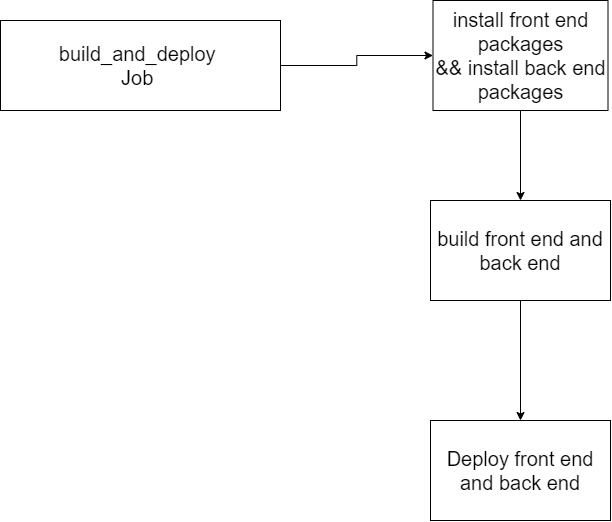 build_and_deploy
Job
install front end
packages
&& install back end
packages
build front end and
back end
Deploy front end
and back end